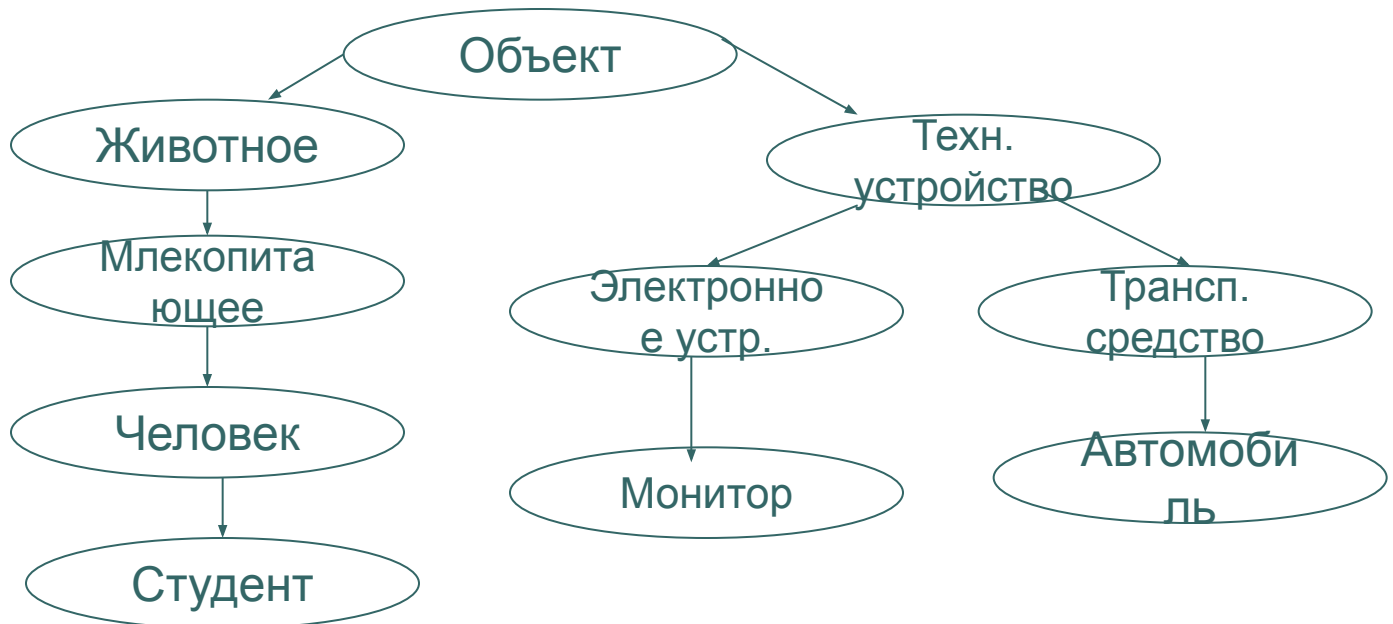 Объект
Животное
Техн.
устройство
Млекопита
ющее
Электронно
е устр.
Трансп.
средство
Человек
Монитор
Автомоби
ль
Студент